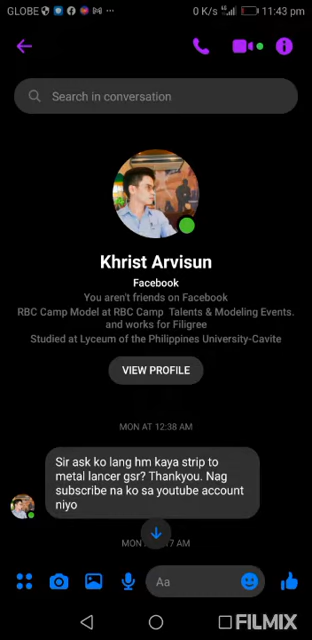 GLOBE 0 K/s 11:43 pm
Search in conversation
Khrist Arvisun
Facebook
You aren't friends on Facebook
RBC Camp Model at RBC Camp Talents & Modeling Events.
and works for Filigree
Studied at Lyceum of the Philippines University-Cavite
VIEW PROFILE
MON AT 12:38 AM
Sir ask ko lang hm kaya strip to
metal lancer gsr? Thankyou. Nag
subscribe na ko sa youtube account
niyo
MON 7 AM
Aa
FILMIX